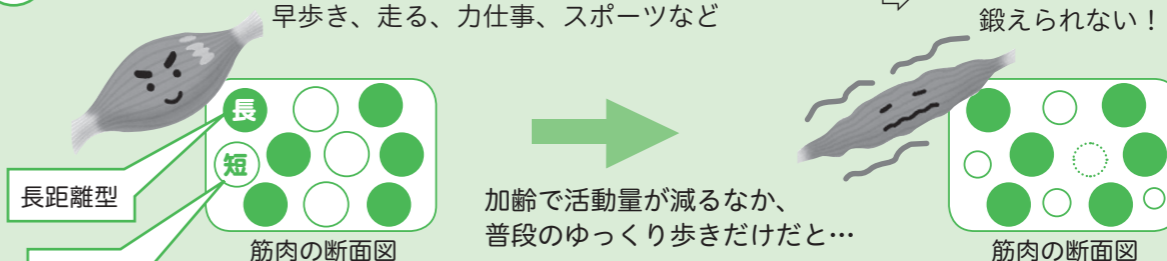 早歩き、走る、力仕事、スポーツなど
鍛えられない！
長
短
長距離型
加齢で活動量が減るなか、
普段のゆっくり歩きだけだと…
筋肉の断面図
筋肉の断面図